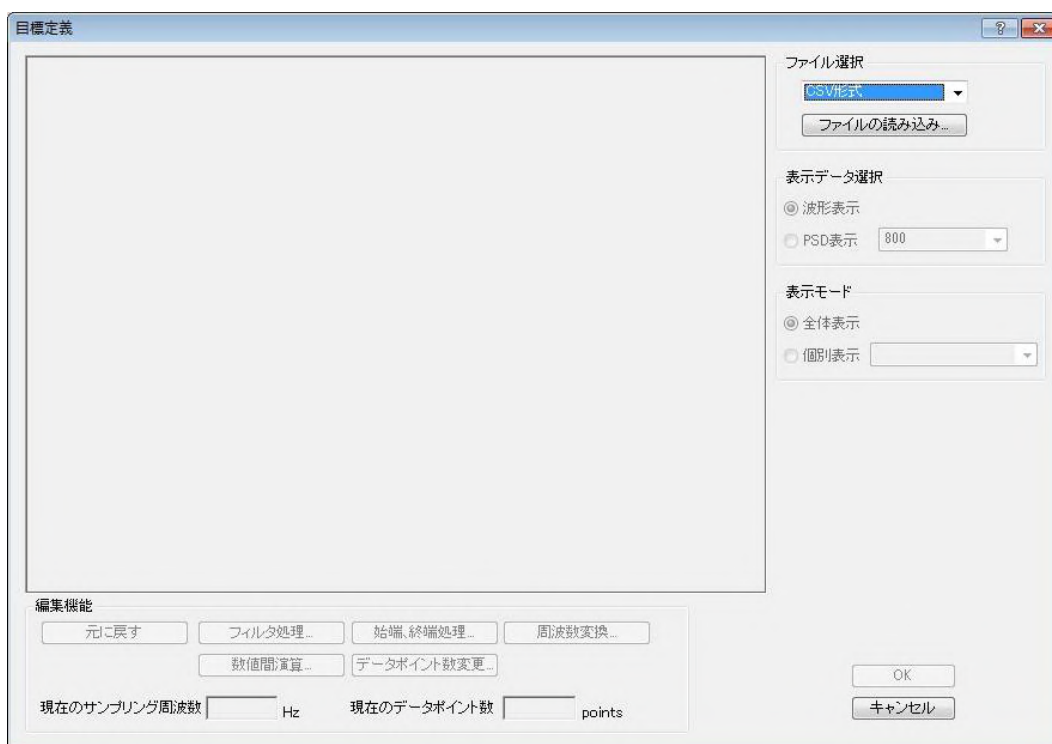 目標定義
ファイル選択
CSV形式
ファイルの読み込み...
表示データ選択
波形表示
PSD表示 800
表示モード
全体表示
個別表示
編集機能
元に戻す フィルタ処理... 始端、終端処理... 周波数変換...
数値間演算... データポイント数変更...
現在のサンプリング周波数 Hz 現在のデータポイント数 points
OK
キャンセル